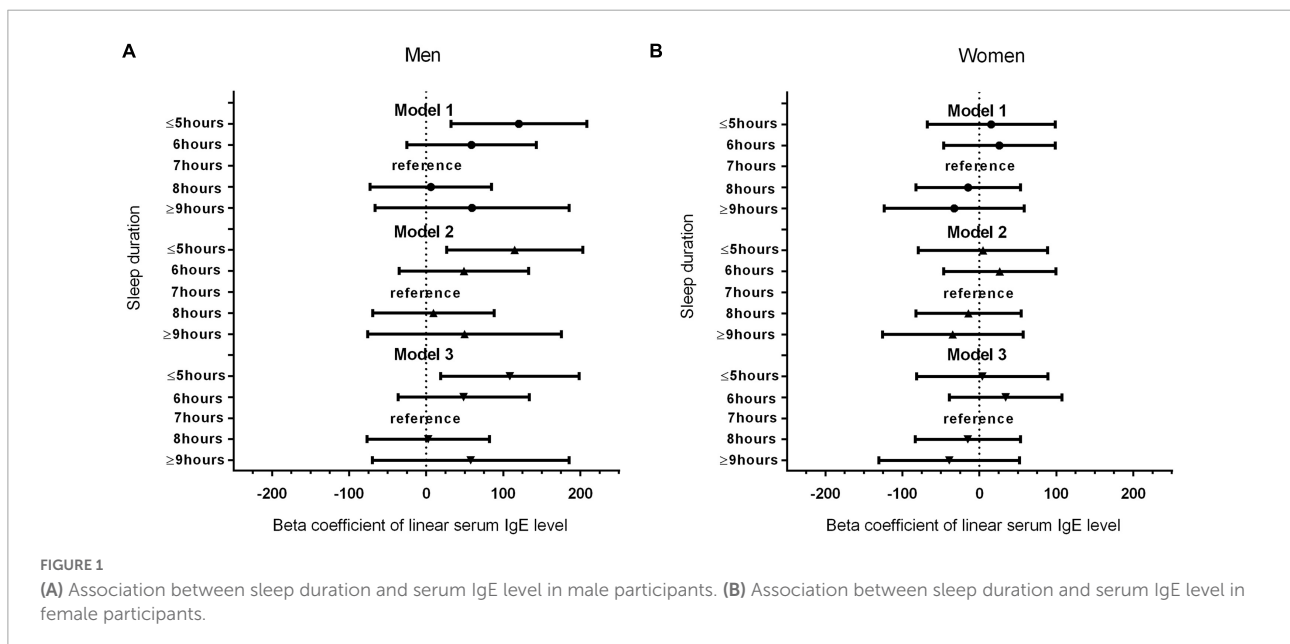 A
Men
Sleep duration
Model 1
≤5hours
6hours
7hours reference
8hours
≥9hours
Model 2
≤5hours
6hours
7hours reference
8hours
≥9hours
Model 3
≤5hours
6hours
7hours reference
8hours
≥9hours
-200 -100 0 100 200
Beta coefficient of linear serum IgE level
B
Women
Sleep duration
Model 1
≤5hours
6hours
7hours reference
8hours
≥9hours
Model 2
≤5hours
6hours
7hours reference
8hours
≥9hours
Model 3
≤5hours
6hours
7hours reference
8hours
≥9hours
-200 -100 0 100 200
Beta coefficient of linear serum IgE level
FIGURE 1
(A) Association between sleep duration and serum IgE level in male participants. (B) Association between sleep duration and serum IgE level in
female participants.